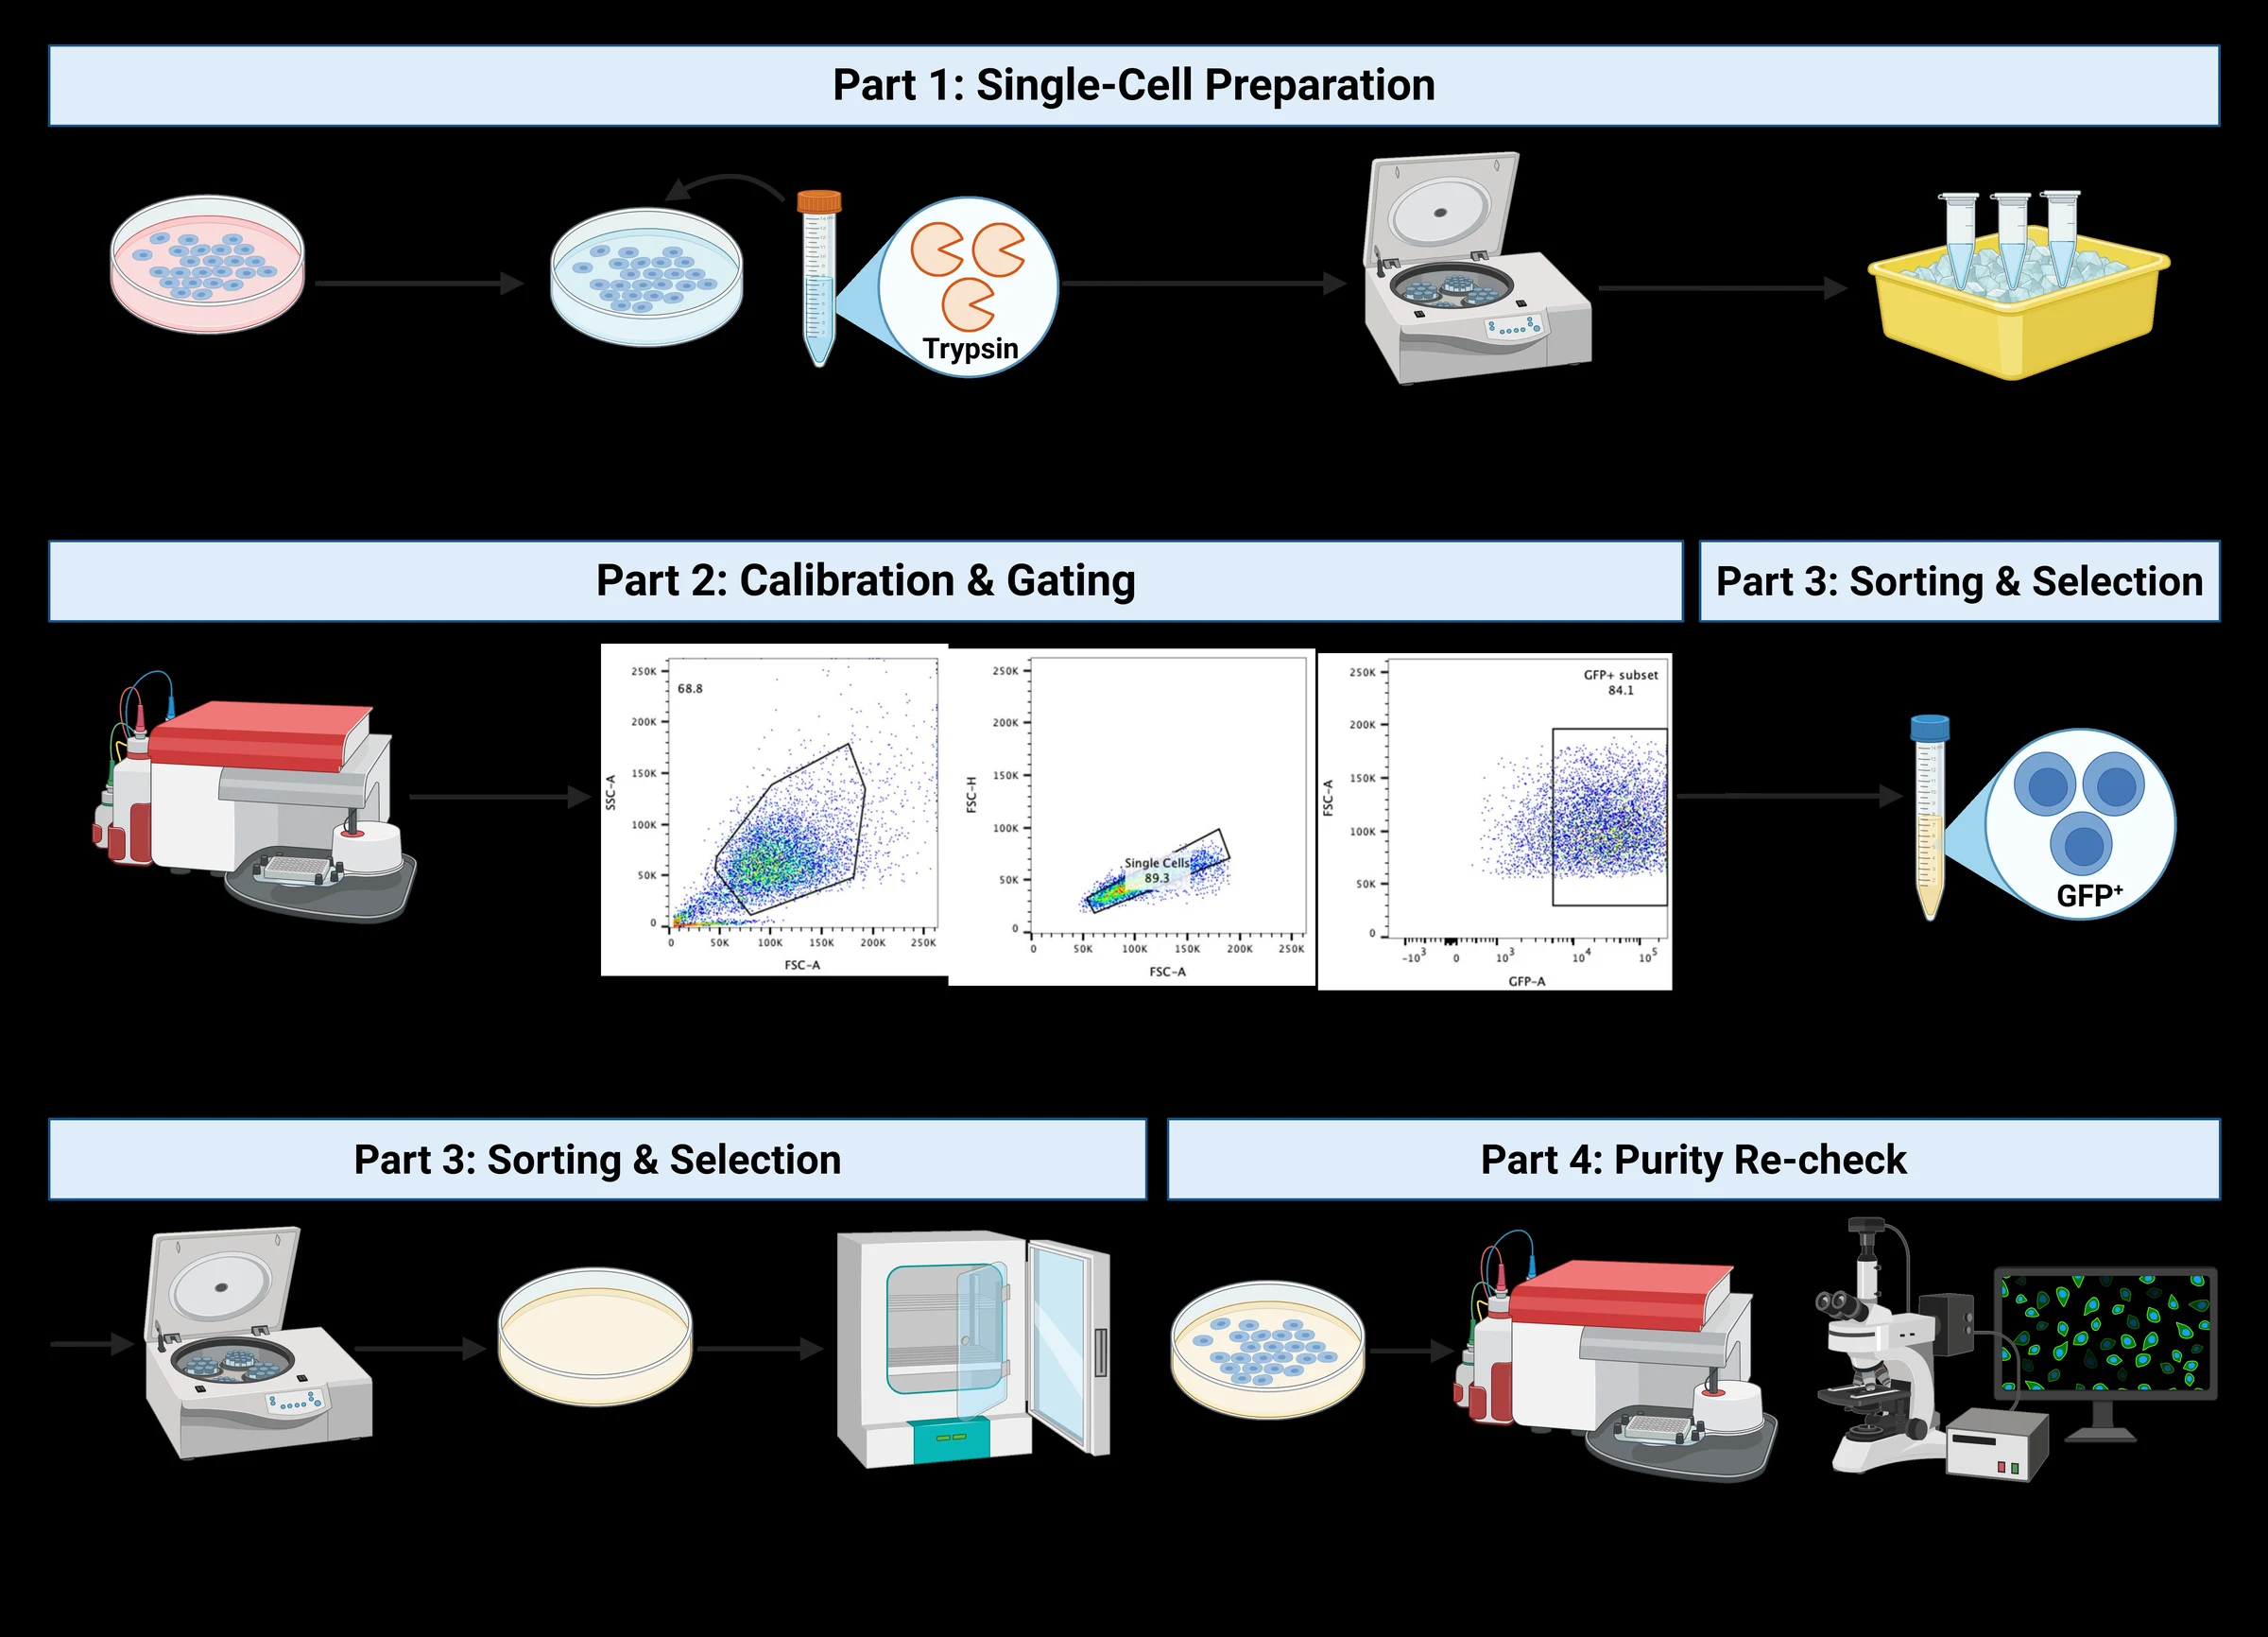 Part 1: Single-Cell Preparation
Trypsin
Part 2: Calibration & Gating
Part 3: Sorting & Selection
250K
200K
150K
100K
50K
0
SSC-A
68.8
0 50K 100K 150K 200K 250K
FSC-A
250K
200K
150K
100K
50K
0
FSC-H
Single Cells
89.3
0 50K 100K 150K 200K 250K
FSC-A
250K
200K
150K
100K
50K
0
FSC-A
GFP+ subset
84.1
-10³ 0 10³ 10⁴ 10⁵
GFP-A
GFP⁺
Part 3: Sorting & Selection
Part 4: Purity Re-check